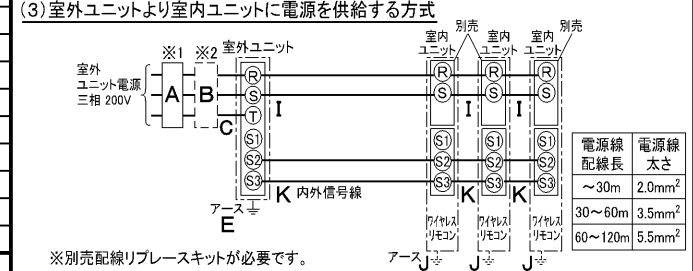 (3)室外ユニットより室内ユニットに電源を供給する方式
※1 ※2 室外ユニット
室内ユニット 別売 室内ユニット 室内ユニット 別売
室外ユニット電源 三相 200V
A B C
R S T S1 S2 S3
I
R S S1 S2 S3
I
R S S1 S2 S3
I
R S S1 S2 S3
K 内外信号線
K K
アース
E
ワイヤレスリモコン ワイヤレスリモコン ワイヤレスリモコン
アース J J J
※別売配線リプレースキットが必要です。
電源線配線長 電源線太さ
～30m 2.0mm²
30～60m 3.5mm²
60～120m 5.5mm²